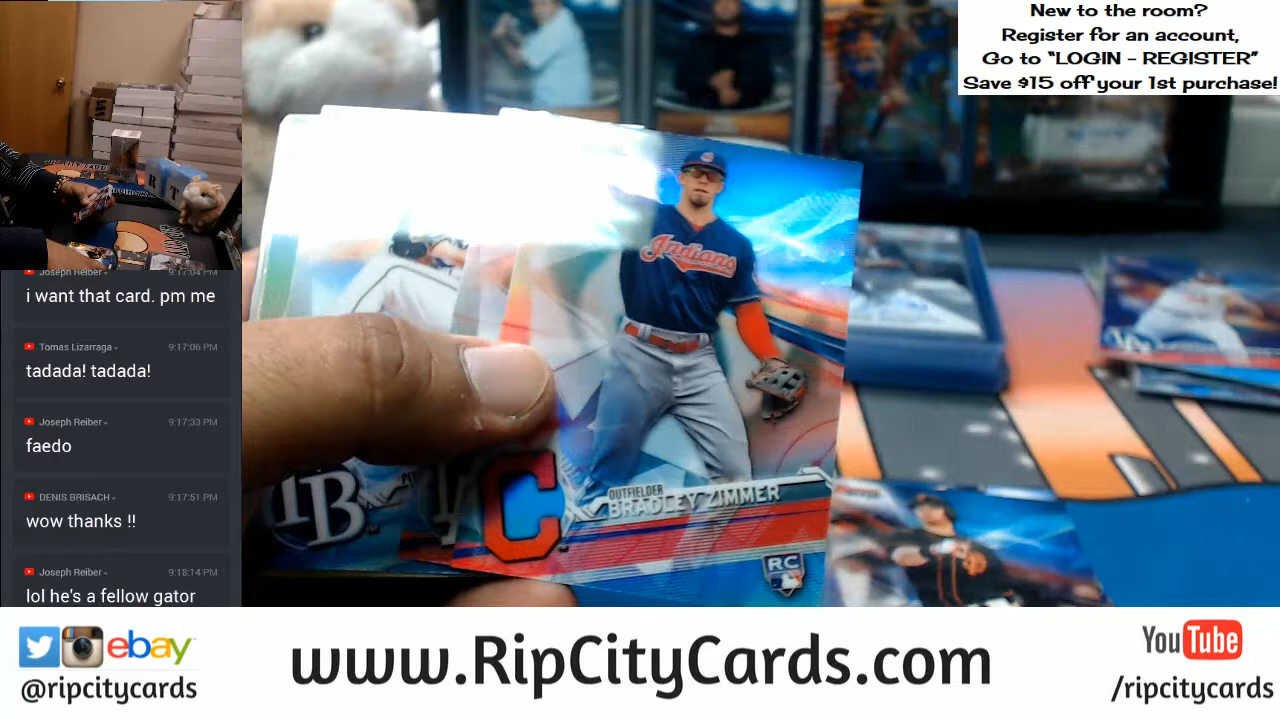 New to the room?
Register for an account,
Go to "LOGIN - REGISTER"
Save $15 off your 1st purchase!
Joseph Reiber 9:17:04 PM
i want that card. pm me
Tomas Lizarraga 9:17:06 PM
tadada! tadada!
Joseph Reiber 9:17:33 PM
faedo
DENIS BRISACH 9:17:51 PM
wow thanks !!
Joseph Reiber 9:18:14 PM
lol he's a fellow gator
Indians
TB
C
OUTFIELDER
BRADLEY ZIMMER
RC
ebay
@ripcitycards
www.RipCityCards.com
YouTube
/ripcitycards